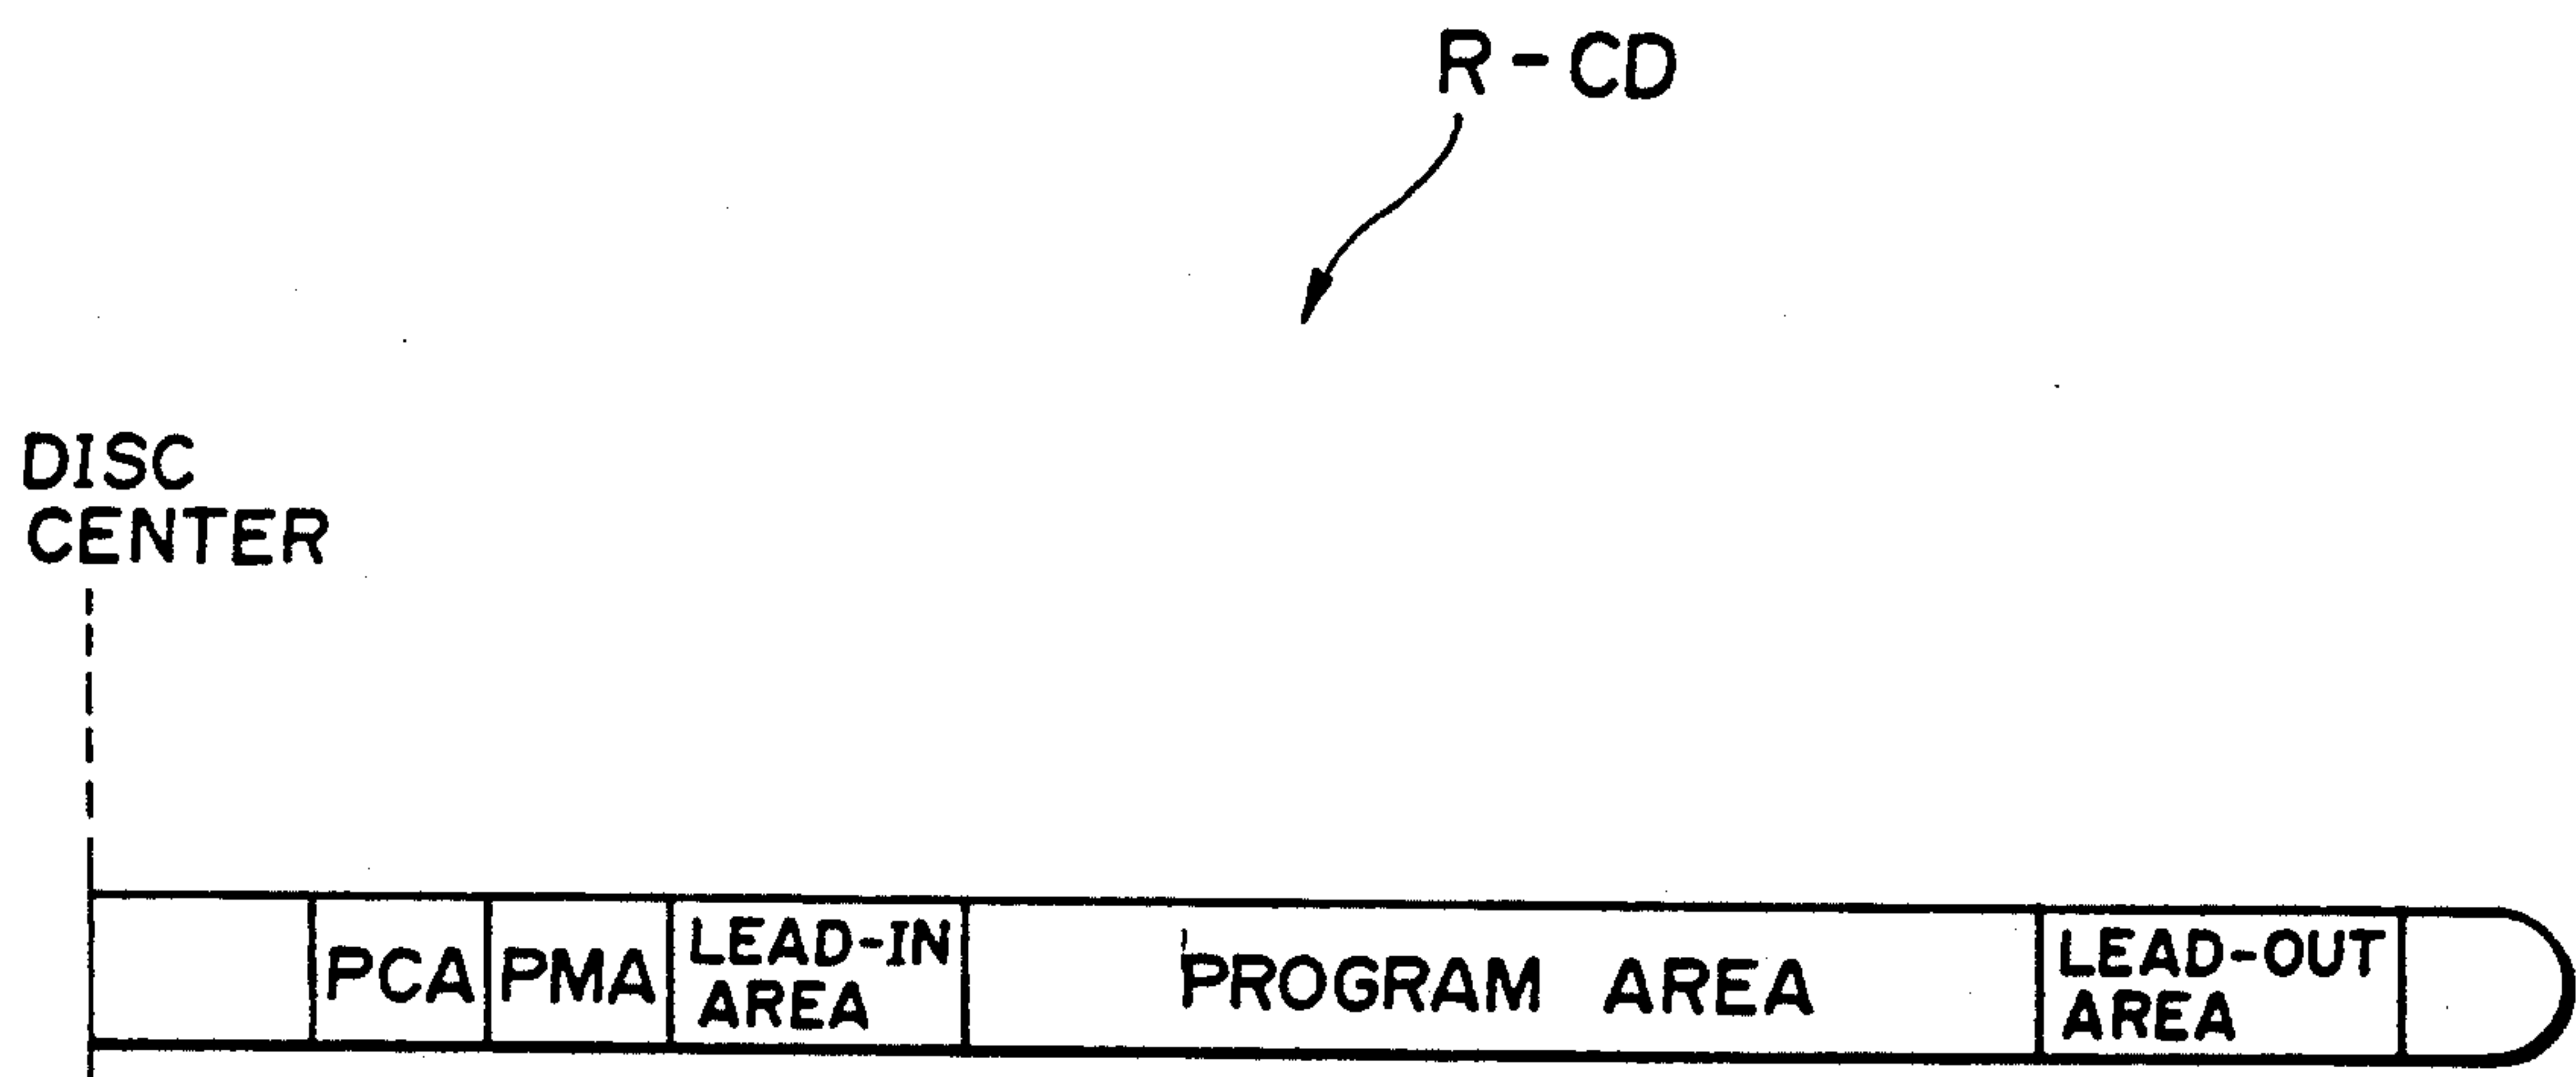 R-CD
DISC
CENTER
PCA
PMA
LEAD-IN
AREA
PROGRAM AREA
LEAD-OUT
AREA